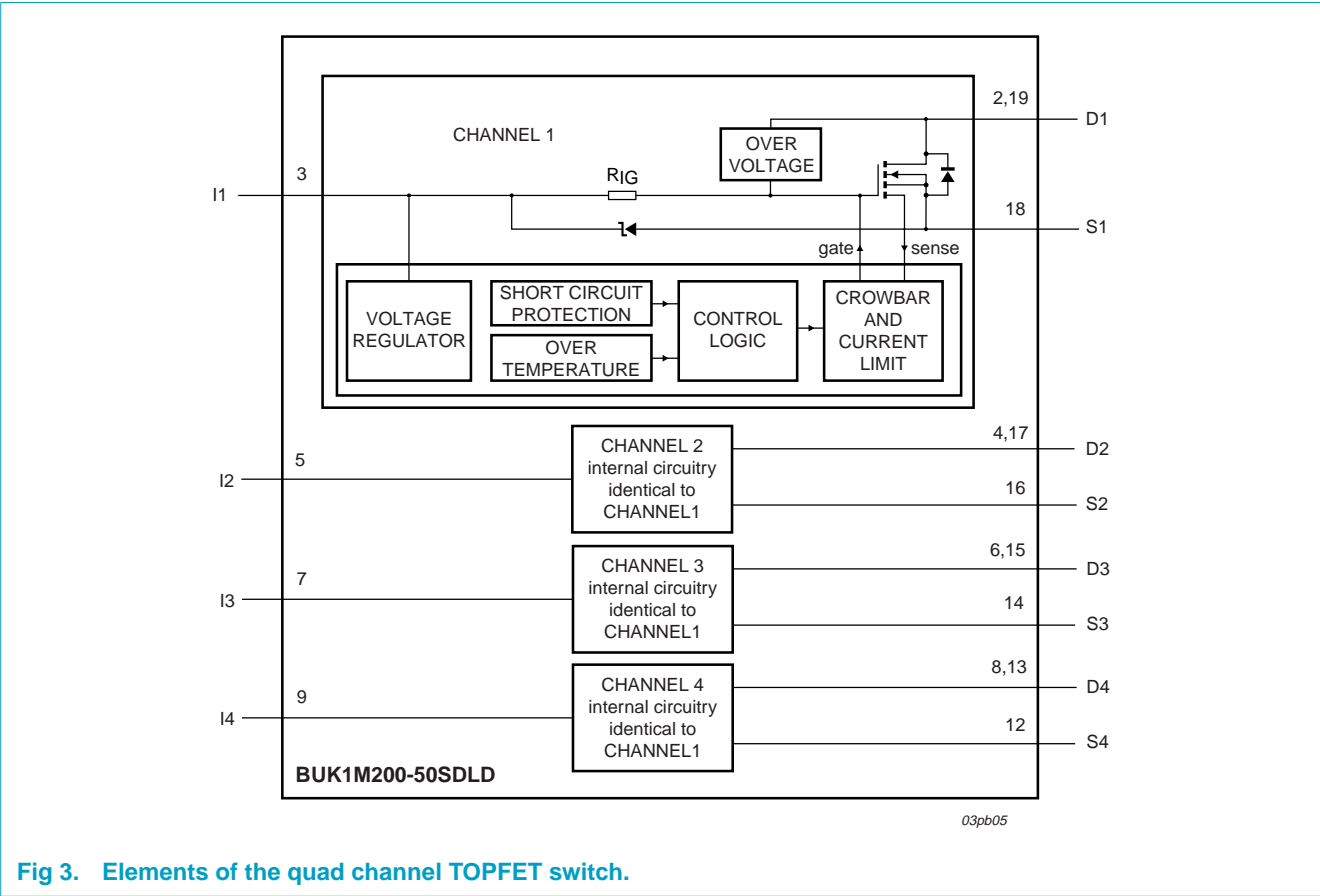 2,19
D1
CHANNEL 1
OVER
VOLTAGE
3
RIG
I1
18
S1
gate
sense
VOLTAGE
REGULATOR
SHORT CIRCUIT
PROTECTION
OVER
TEMPERATURE
CONTROL
LOGIC
CROWBAR
AND
CURRENT
LIMIT
5
I2
CHANNEL 2
internal circuitry
identical to
CHANNEL1
4,17
D2
16
S2
7
I3
CHANNEL 3
internal circuitry
identical to
CHANNEL1
6,15
D3
14
S3
9
I4
CHANNEL 4
internal circuitry
identical to
CHANNEL1
8,13
D4
12
S4
BUK1M200-50SDLD
03pb05
Fig 3. Elements of the quad channel TOPFET switch.